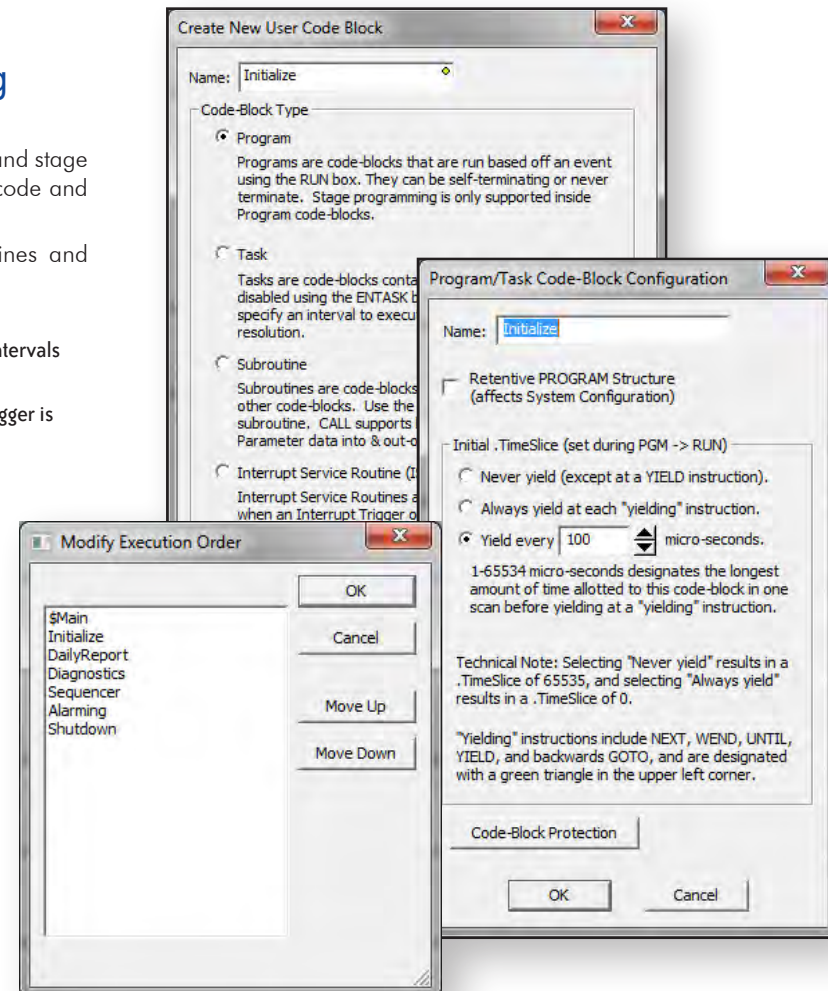 g
and stage
code and
ines and
tervals
gger is
Create New User Code Block
Name: Initialize
Code-Block Type
Program
Programs are code-blocks that are run based off an event
using the RUN box. They can be self-terminating or never
terminate. Stage programming is only supported inside
Program code-blocks.
Task
Tasks are code-blocks conta
disabled using the ENTASK b
specify an interval to execu
resolution.
Subroutine
Subroutines are code-blocks
other code-blocks. Use the
subroutine. CALL supports
Parameter data into & out-o
Interrupt Service Routine (I
Interrupt Service Routines a
when an Interrupt Trigger o
Program/Task Code-Block Configuration
Name: Initialize
Retentive PROGRAM Structure
(affects System Configuration)
Initial .TimeSlice (set during PGM -> RUN)
Never yield (except at a YIELD instruction).
Always yield at each "yielding" instruction.
Yield every 100 micro-seconds.
1-65534 micro-seconds designates the longest
amount of time allotted to this code-block in one
scan before yielding at a "yielding" instruction.
Technical Note: Selecting "Never yield" results in a
.TimeSlice of 65535, and selecting "Always yield"
results in a .TimeSlice of 0.
"Yielding" instructions include NEXT, WEND, UNTIL,
YIELD, and backwards GOTO, and are designated
with a green triangle in the upper left corner.
Code-Block Protection
OK Cancel
Modify Execution Order
$Main
Initialize
DailyReport
Diagnostics
Sequencer
Alarming
Shutdown
OK
Cancel
Move Up
Move Down